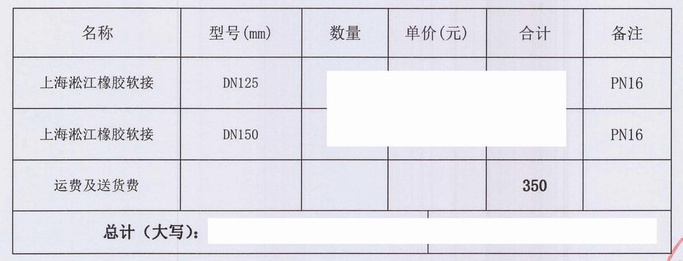 名称 型号(mm) 数量 单价(元) 合计 备注
上海淞江橡胶软接 DN125 PN16
上海淞江橡胶软接 DN150 PN16
运费及送货费 350
总计（大写）：